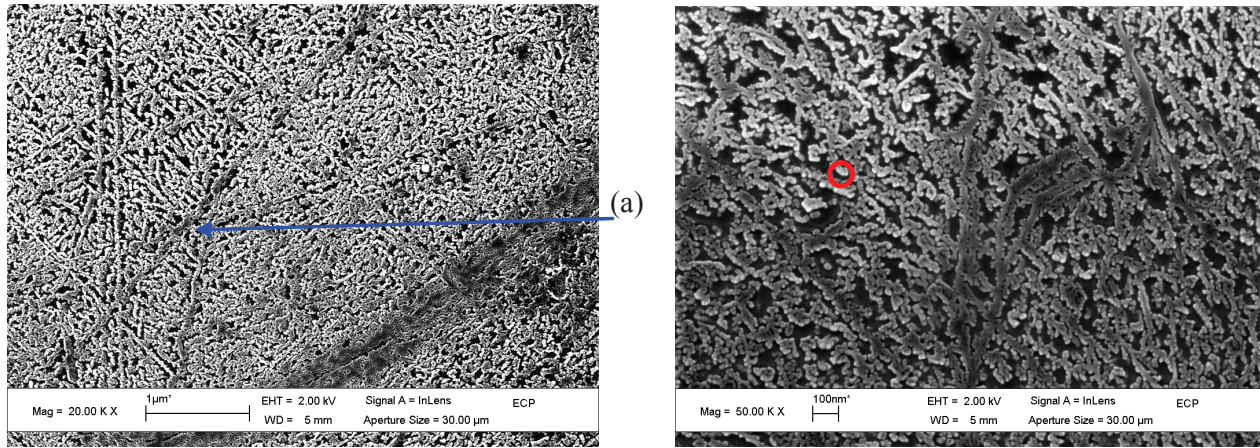 (a)
Mag = 20.00 K X
1µm*
EHT = 2.00 kV
WD = 5 mm
Signal A = InLens
Aperture Size = 30.00 µm
ECP
Mag = 50.00 K X
100nm*
EHT = 2.00 kV
WD = 5 mm
Signal A = InLens
Aperture Size = 30.00 µm
ECP